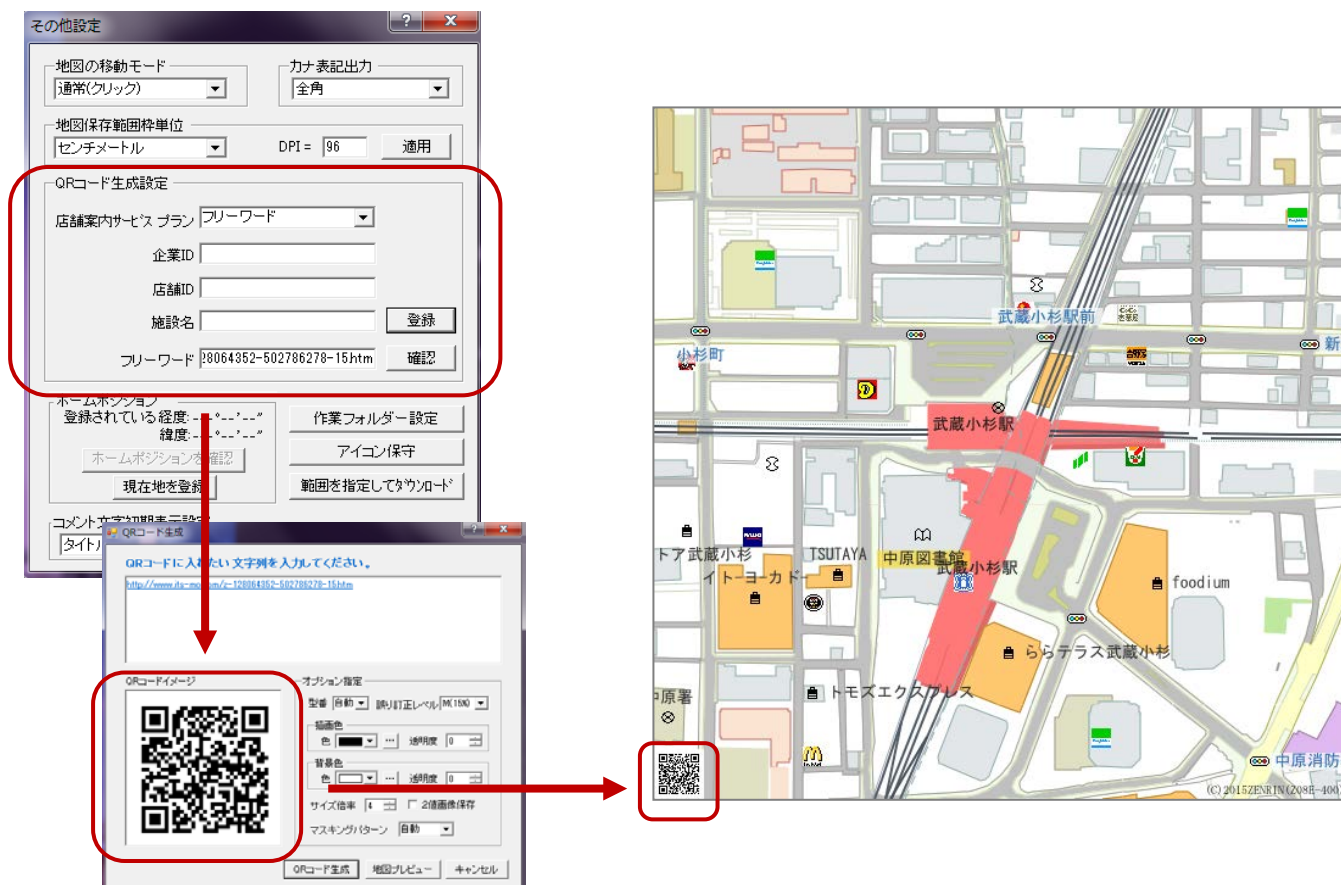 その他設定
地図の移動モード
通常(クリック)
カナ表記出力
全角
地図保存範囲枠単位
センチメートル
DPI= 96
適用
QRコード生成設定
店舗案内サービス プラン フリーワード
企業ID
店舗ID
施設名
登録
フリーワード 28064352-502786278-15.htm
確認
ホームポジション
登録されている経度:
緯度:
ホームポジションを確認
現在地を登録
作業フォルダー設定
アイコン保守
範囲を指定してダウンロード
コメント文字初期表示設定
QRコード生成
QRコードに入れたい文字列を入力してください。
QRコードイメージ
オプション指定
型番 自動 誤り訂正レベル M(15%)
描画色
色 ... 透明度 0
背景色
色 ... 透明度 0
サイズ倍率 4 2値画像保存
マスキングパターン 自動
QRコード生成
地図プレビュー
キャンセル
武蔵小杉駅前
小杉町
新
武蔵小杉駅
トア武蔵小杉
TSUTAYA
イトーヨーカドー
中原図書館
武蔵小杉駅
foodium
ららテラス武蔵小杉
トモズエクスプレス
中原署
中原消防
(C)2015ZENRIN(Z08E-400)